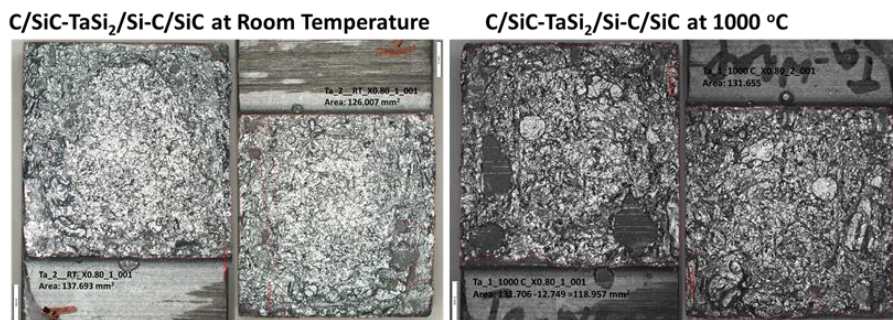 C/SiC-TaSi₂/Si-C/SiC at Room Temperature
C/SiC-TaSi₂/Si-C/SiC at 1000 °C
Ta_2__RT_X0.80_1_001
Area: 126.007 mm²
Ta_2__RT_X0.80_1_001
Area: 137.693 mm²
Ta_1_1000 C_X0.80_2_001
Area: 131.655
Ta_1_1000 C_X0.80_1_001
Area: 131.706 -12.749 =118.957 mm²